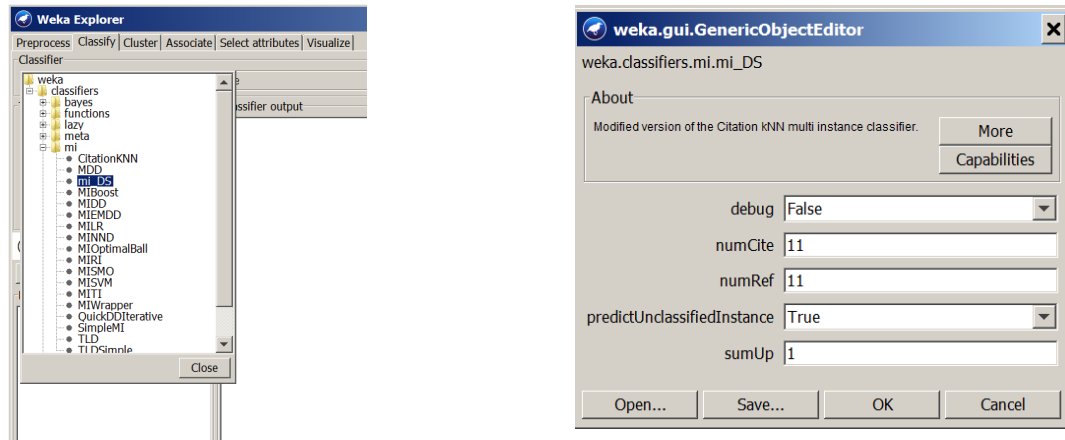 Weka Explorer
Preprocess Classify Cluster Associate Select attributes Visualize
Classifier
weka
classifiers
bayes
functions
lazy
meta
mi
CitationKNN
MDD
mi_DS
MIBoost
MIDD
MIEMDD
MILR
MINND
MIOptimalBall
MIRI
MISMO
MISVM
MITI
MIWrapper
QuickDDIterative
SimpleMI
TLD
TLDSimple
Close
assifier output
weka.gui.GenericObjectEditor
weka.classifiers.mi.mi_DS
About
Modified version of the Citation kNN multi instance classifier.
More
Capabilities
debug False
numCite 11
numRef 11
predictUnclassifiedInstance True
sumUp 1
Open... Save... OK Cancel